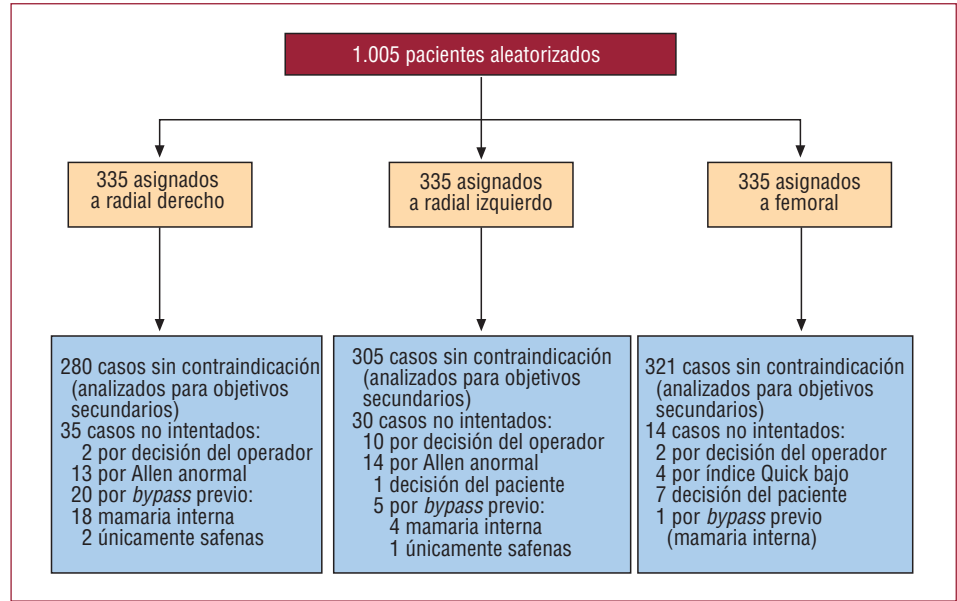 1.005 pacientes aleatorizados
335 asignados
a radial derecho
335 asignados
a radial izquierdo
335 asignados
a femoral
280 casos sin contraindicación
(analizados para objetivos
secundarios)
35 casos no intentados:
2 por decisión del operador
13 por Allen anormal
20 por bypass previo:
18 mamaria interna
2 únicamente safenas
305 casos sin contraindicación
(analizados para objetivos
secundarios)
30 casos no intentados:
10 por decisión del operador
14 por Allen anormal
1 decisión del paciente
5 por bypass previo:
4 mamaria interna
1 únicamente safenas
321 casos sin contraindicación
(analizados para objetivos
secundarios)
14 casos no intentados:
2 por decisión del operador
4 por índice Quick bajo
7 decisión del paciente
1 por bypass previo
(mamaria interna)